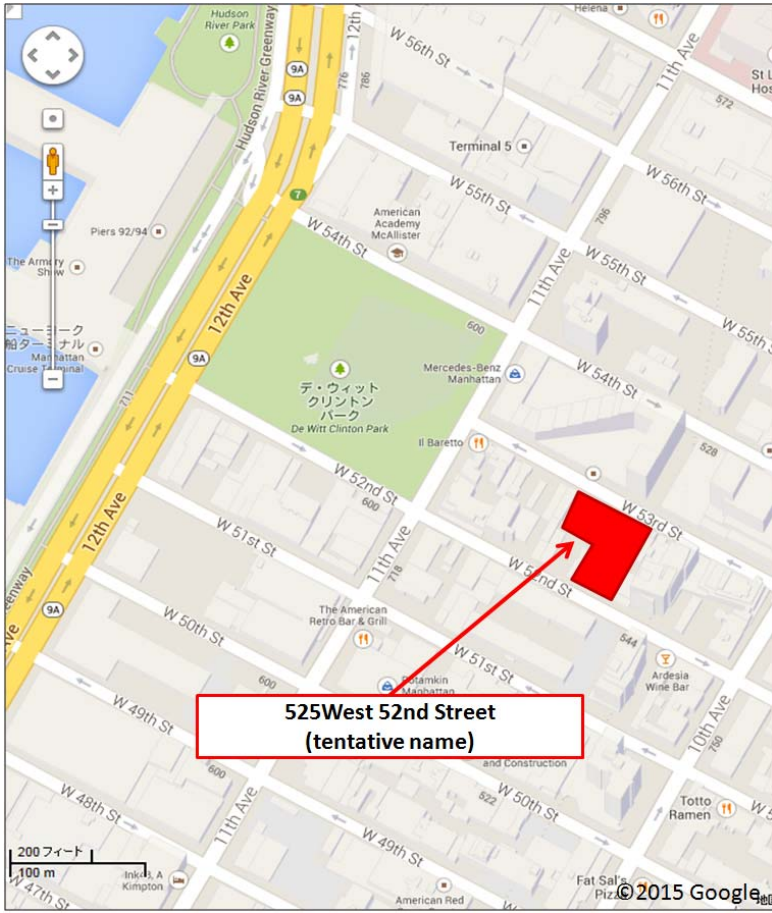 Hudson
River Park
Helena
12th Ave
W 56th St
11th Ave
9A
776
786
St L
Hos
572
9A
Hudson River Greenway
Terminal 5
W 56th St
W 55th St
7
796
American
Academy
McAllister
Piers 92/94
W 54th St
W 55th St
The Armory
Show
12th Ave
11th Ave
600
W 55th St
ニューヨーク
船ターミナル
Manhattan
Cruise Terminal
9A
Mercedes-Benz
Manhattan
W 54th St
711
デ・ウィット
クリントン
パーク
De Witt Clinton Park
Il Baretto
528
W 52nd St
600
W 53rd St
12th Ave
W 51st St
11th Ave
718
W 52nd St
Greenway
The American
Retro Bar & Grill
544
9A
Ave
W 50th St
W 51st St
Ardesia
Wine Bar
600
Potamkin
Manhattan
10th Ave
750
525West 52nd Street
(tentative name)
W 49th St
and Construction
600
522
W 50th St
W 48th St
11th Ave
Totto
Ramen
W 49th St
200 フィート
100 m
Ink48, A
Kimpton
W 47th St
American Red
Fat Sal's
Pizz
©2015 Google